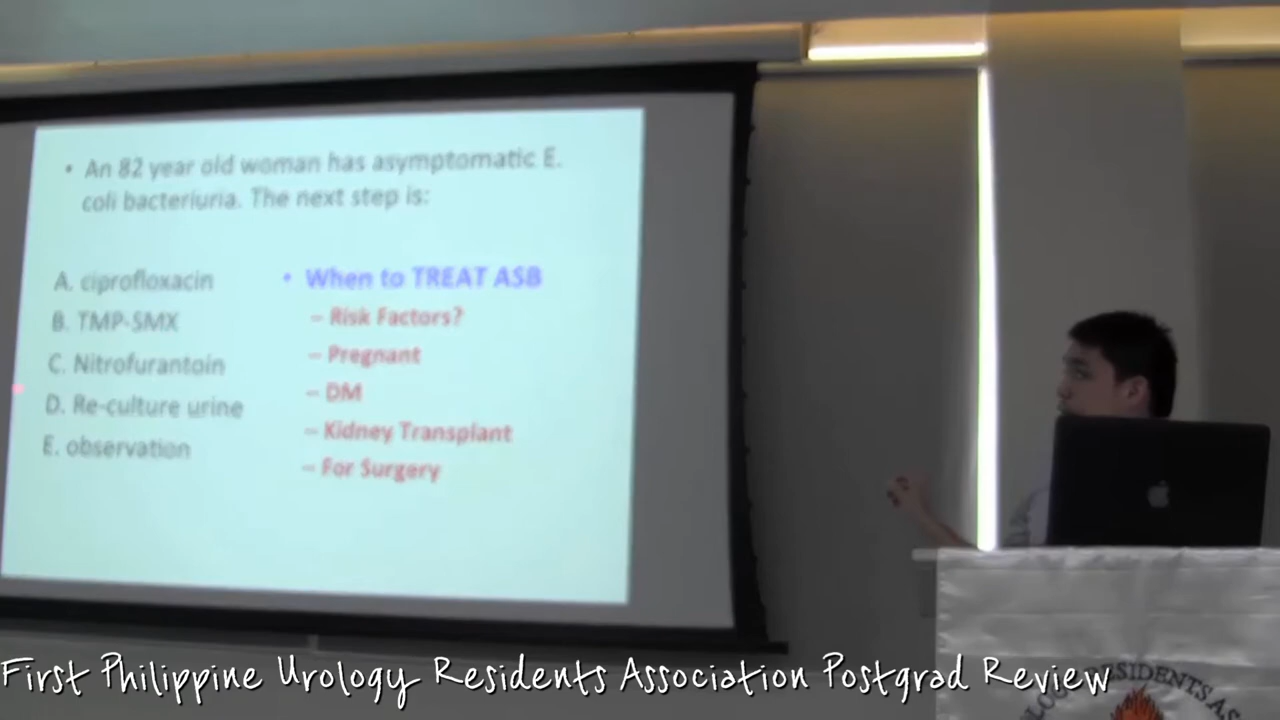 • An 82 year old woman has asymptomatic E.
coli bacteriuria. The next step is:
A. ciprofloxacin
B. TMP-SMX
C. Nitrofurantoin
D. Re-culture urine
E. observation
• When to TREAT ASB
– Risk Factors?
– Pregnant
– DM
– Kidney Transplant
– For Surgery
First Philippine Urology Residents Association Postgrad Review
RESIDENTS